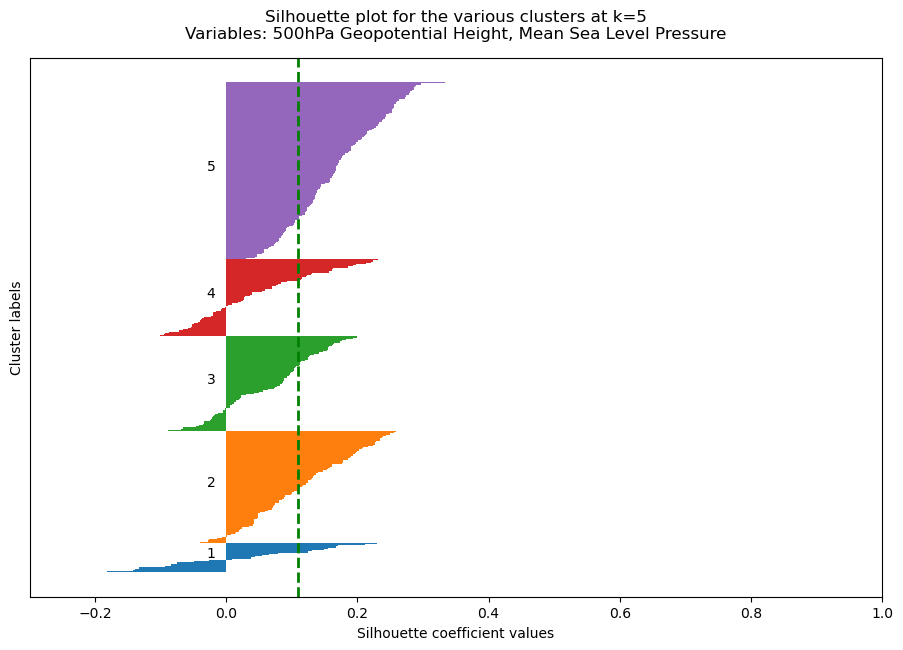 Silhouette plot for the various clusters at k=5
Variables: 500hPa Geopotential Height, Mean Sea Level Pressure
Cluster labels
5
4
3
2
1
−0.2 0.0 0.2 0.4 0.6 0.8 1.0
Silhouette coefficient values